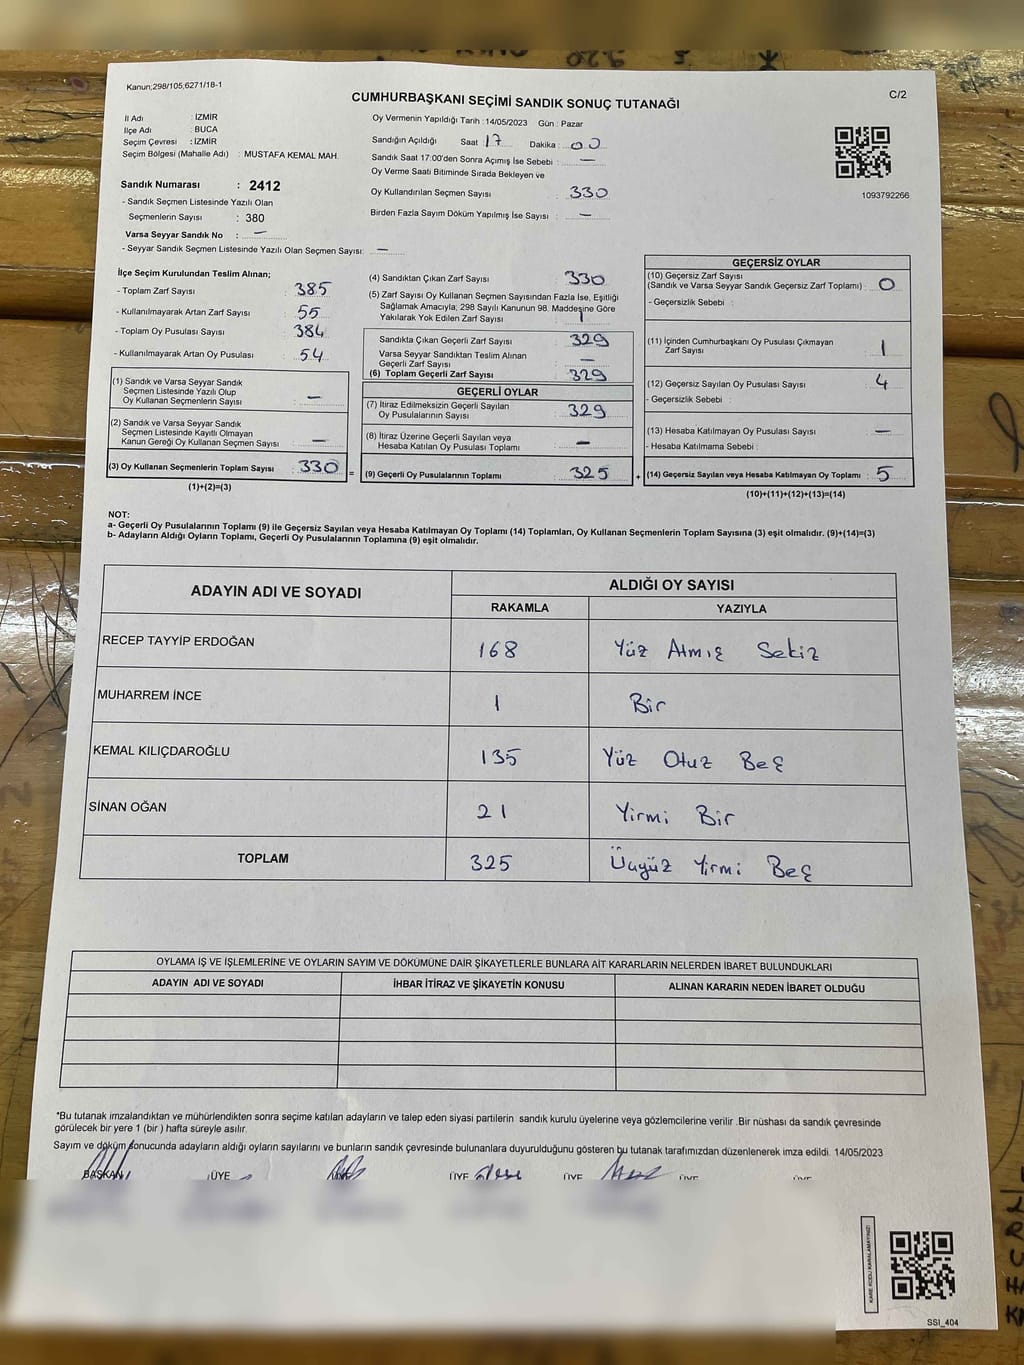 Kanun;298/105;6271/18-1
C/2
CUMHURBAŞKANI SEÇİMİ SANDIK SONUÇ TUTANAĞI
İl Adı : İZMİR
İlçe Adı : BUCA
Seçim Çevresi : İZMİR
Seçim Bölgesi (Mahalle Adı) : MUSTAFA KEMAL MAH.
Sandık Numarası : 2412
- Sandık Seçmen Listesinde Yazılı Olan
Seçmenlerin Sayısı : 380
Varsa Seyyar Sandık No : —
- Seyyar Sandık Seçmen Listesinde Yazılı Olan Seçmen Sayısı: —
Oy Vermenin Yapıldığı Tarih : 14/05/2023 Gün : Pazar
Sandığın Açıldığı Saat 17 Dakika : 00
Sandık Saat 17:00'den Sonra Açımış İse Sebebi : —
Oy Verme Saati Bitiminde Sırada Bekleyen ve
Oy Kullandırılan Seçmen Sayısı : 330
Birden Fazla Sayım Döküm Yapılmış İse Sayısı : —
1093792266
İlçe Seçim Kurulundan Teslim Alınan;
- Toplam Zarf Sayısı : 385
- Kullanılmayarak Artan Zarf Sayısı : 55
- Toplam Oy Pusulası Sayısı : 384
- Kullanılmayarak Artan Oy Pusulası : 54
(1) Sandık ve Varsa Seyyar Sandık
Seçmen Listesinde Yazılı Olup
Oy Kullanan Seçmenlerin Sayısı : —
(2) Sandık ve Varsa Seyyar Sandık
Seçmen Listesinde Kayıtlı Olmayan
Kanun Gereği Oy Kullanan Seçmen Sayısı : —
(3) Oy Kullanan Seçmenlerin Toplam Sayısı : 330 =
(1)+(2)=(3)
(4) Sandıktan Çıkan Zarf Sayısı : 330
(5) Zarf Sayısı Oy Kullanan Seçmen Sayısından Fazla İse, Eşitliği
Sağlamak Amacıyla; 298 Sayılı Kanunun 98. Maddesine Göre
Yakılarak Yok Edilen Zarf Sayısı : 1
Sandıkta Çıkan Geçerli Zarf Sayısı : 329
Varsa Seyyar Sandıktan Teslim Alınan
Geçerli Zarf Sayısı : —
(6) Toplam Geçerli Zarf Sayısı : 329
GEÇERLİ OYLAR
(7) İtiraz Edilmeksizin Geçerli Sayılan
Oy Pusulalarının Sayısı : 329
(8) İtiraz Üzerine Geçerli Sayılan veya
Hesaba Katılan Oy Pusulası Toplamı : —
(9) Geçerli Oy Pusulalarının Toplamı : 325 +
GEÇERSİZ OYLAR
(10) Geçersiz Zarf Sayısı
(Sandık ve Varsa Seyyar Sandık Geçersiz Zarf Toplamı) : 0
- Geçersizlik Sebebi :
(11) İçinden Cumhurbaşkanı Oy Pusulası Çıkmayan
Zarf Sayısı : 1
(12) Geçersiz Sayılan Oy Pusulası Sayısı : 4
- Geçersizlik Sebebi :
(13) Hesaba Katılmayan Oy Pusulası Sayısı : —
- Hesaba Katılmama Sebebi :
(14) Geçersiz Sayılan veya Hesaba Katılmayan Oy Toplamı : 5
(10)+(11)+(12)+(13)=(14)
NOT:
a- Geçerli Oy Pusulalarının Toplamı (9) ile Geçersiz Sayılan veya Hesaba Katılmayan Oy Toplamı (14) Toplamları, Oy Kullanan Seçmenlerin Toplam Sayısına (3) eşit olmalıdır. (9)+(14)=(3)
b- Adayların Aldığı Oyların Toplamı, Geçerli Oy Pusulalarının Toplamına (9) eşit olmalıdır.
ADAYIN ADI VE SOYADI ALDIĞI OY SAYISI
RAKAMLA YAZIYLA
RECEP TAYYİP ERDOĞAN 168 Yüz Atmış Sekiz
MUHARREM İNCE 1 Bir
KEMAL KILIÇDAROĞLU 135 Yüz Otuz Beş
SİNAN OĞAN 21 Yirmi Bir
TOPLAM 325 Üçyüz Yirmi Beş
OYLAMA İŞ VE İŞLEMLERİNE VE OYLARIN SAYIM VE DÖKÜMÜNE DAİR ŞİKAYETLERLE BUNLARA AİT KARARLARIN NELERDEN İBARET BULUNDUKLARI
ADAYIN ADI VE SOYADI İHBAR İTİRAZ VE ŞİKAYETİN KONUSU ALINAN KARARIN NEDEN İBARET OLDUĞU
*Bu tutanak imzalandıktan ve mühürlendikten sonra seçime katılan adayların ve talep eden siyasi partilerin sandık kurulu üyelerine veya gözlemcilerine verilir .Bir nüshası da sandık çevresinde
görülecek bir yere 1 (bir ) hafta süreyle asılır.
Sayım ve döküm sonucunda adayların aldığı oyların sayılarını ve bunların sandık çevresinde bulunanlara duyurulduğunu gösteren bu tutanak tarafımızdan düzenlenerek imza edildi. 14/05/2023
BAŞKAN ÜYE ÜYE ÜYE ÜYE ÜYE
KARE KODU KARALAMAYINIZ!
SSI_404